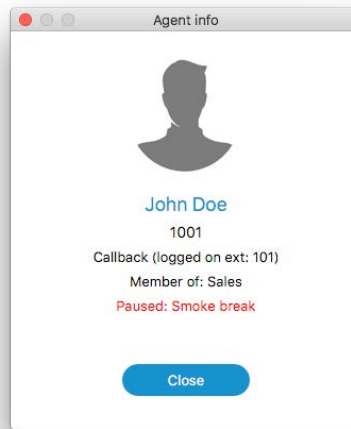 Agent info
John Doe
1001
Callback (logged on ext: 101)
Member of: Sales
Paused: Smoke break
Close